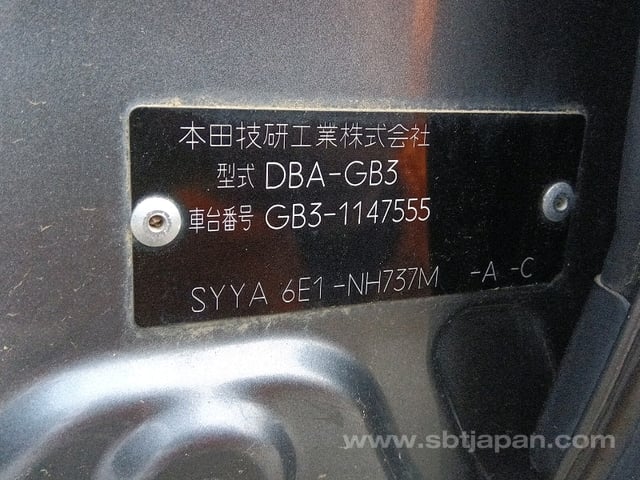 本田技研工業株式会社
型式 DBA-GB3
車台番号 GB3-1147555
SYYA 6E1-NH737M -A -C
www.sbtjapan.com